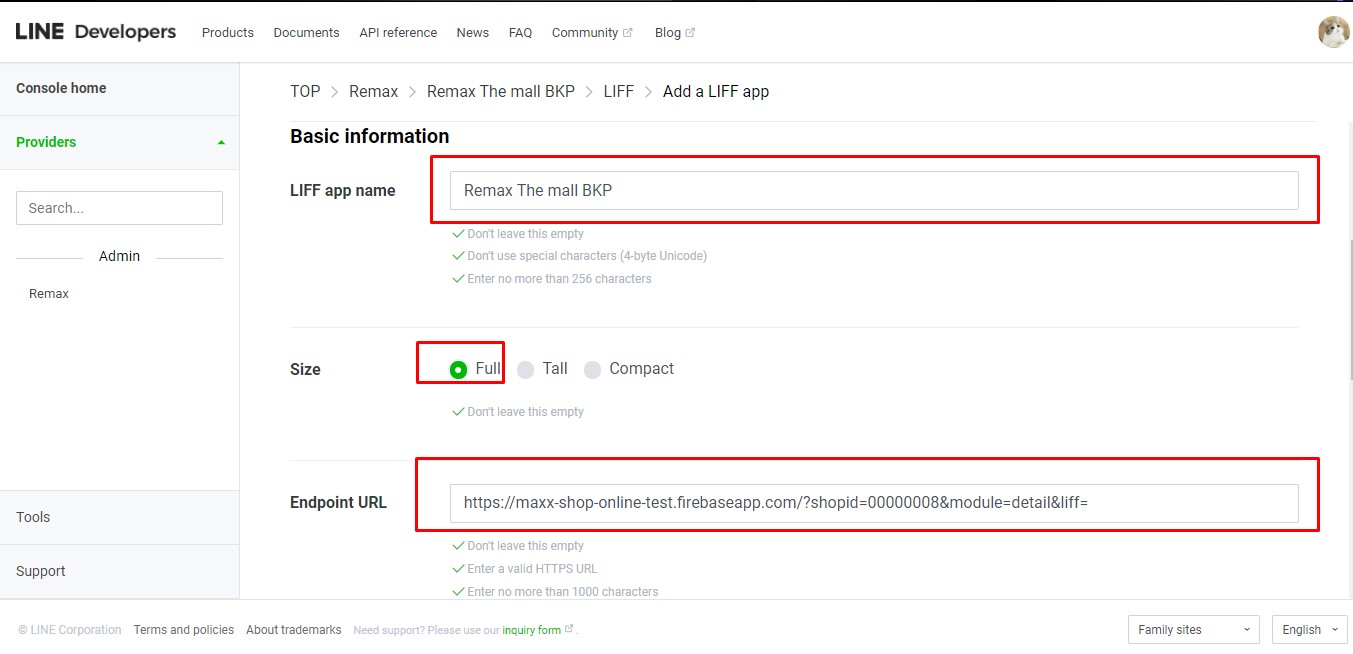 LINE Developers Products Documents API reference News FAQ Community Blog
Console home
Providers
Search...
Admin
Remax
Tools
Support
TOP > Remax > Remax The mall BKP > LIFF > Add a LIFF app
Basic information
LIFF app name
Remax The mall BKP
Don't leave this empty
Don't use special characters (4-byte Unicode)
Enter no more than 256 characters
Size
Full Tall Compact
Don't leave this empty
Endpoint URL
https://maxx-shop-online-test.firebaseapp.com/?shopid=00000008&module=detail&liff=
Don't leave this empty
Enter a valid HTTPS URL
Enter no more than 1000 characters
© LINE Corporation Terms and policies About trademarks Need support? Please use our inquiry form .
Family sites
English